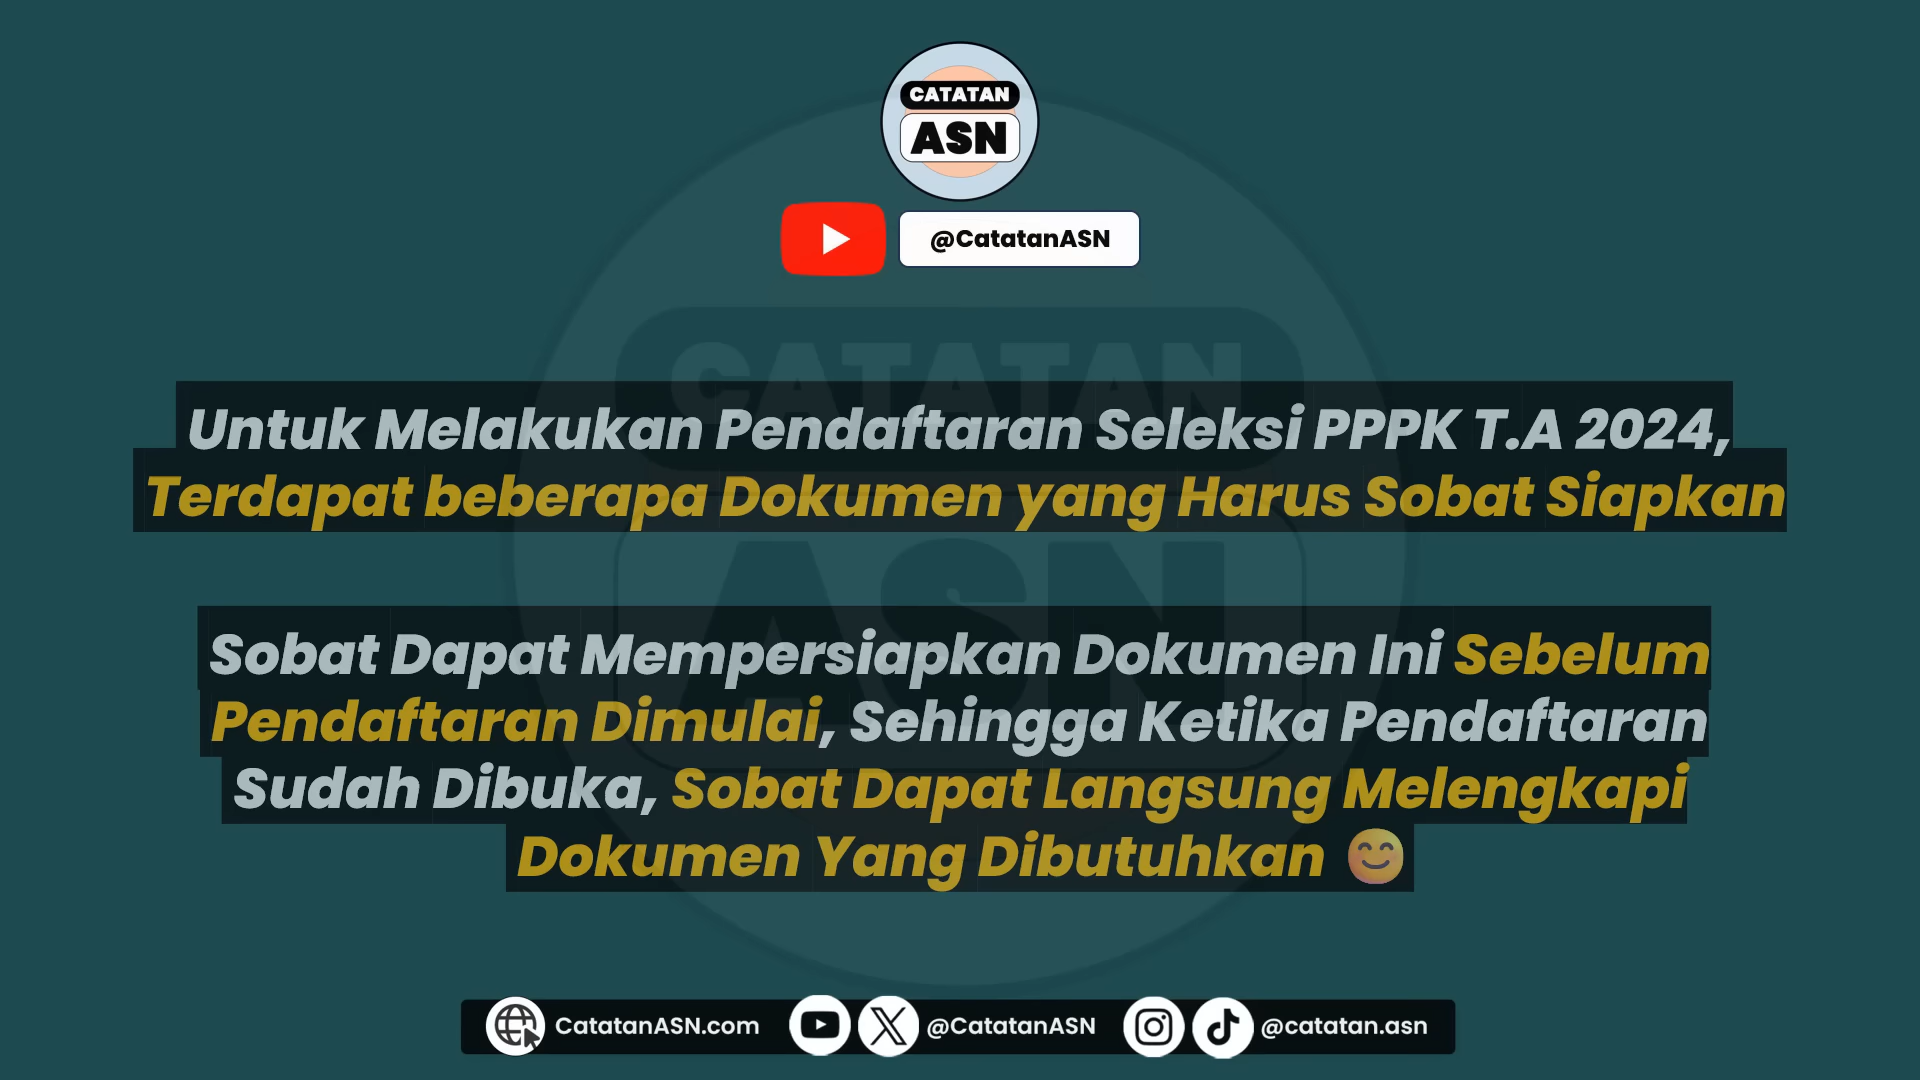 CATATAN
ASN
@CatatanASN
Untuk Melakukan Pendaftaran Seleksi PPPK T.A 2024,
Terdapat beberapa Dokumen yang Harus Sobat Siapkan
Sobat Dapat Mempersiapkan Dokumen Ini Sebelum
Pendaftaran Dimulai, Sehingga Ketika Pendaftaran
Sudah Dibuka, Sobat Dapat Langsung Melengkapi
Dokumen Yang Dibutuhkan 😊
CATATAN
ASN
CatatanASN.com @CatatanASN @catatan.asn